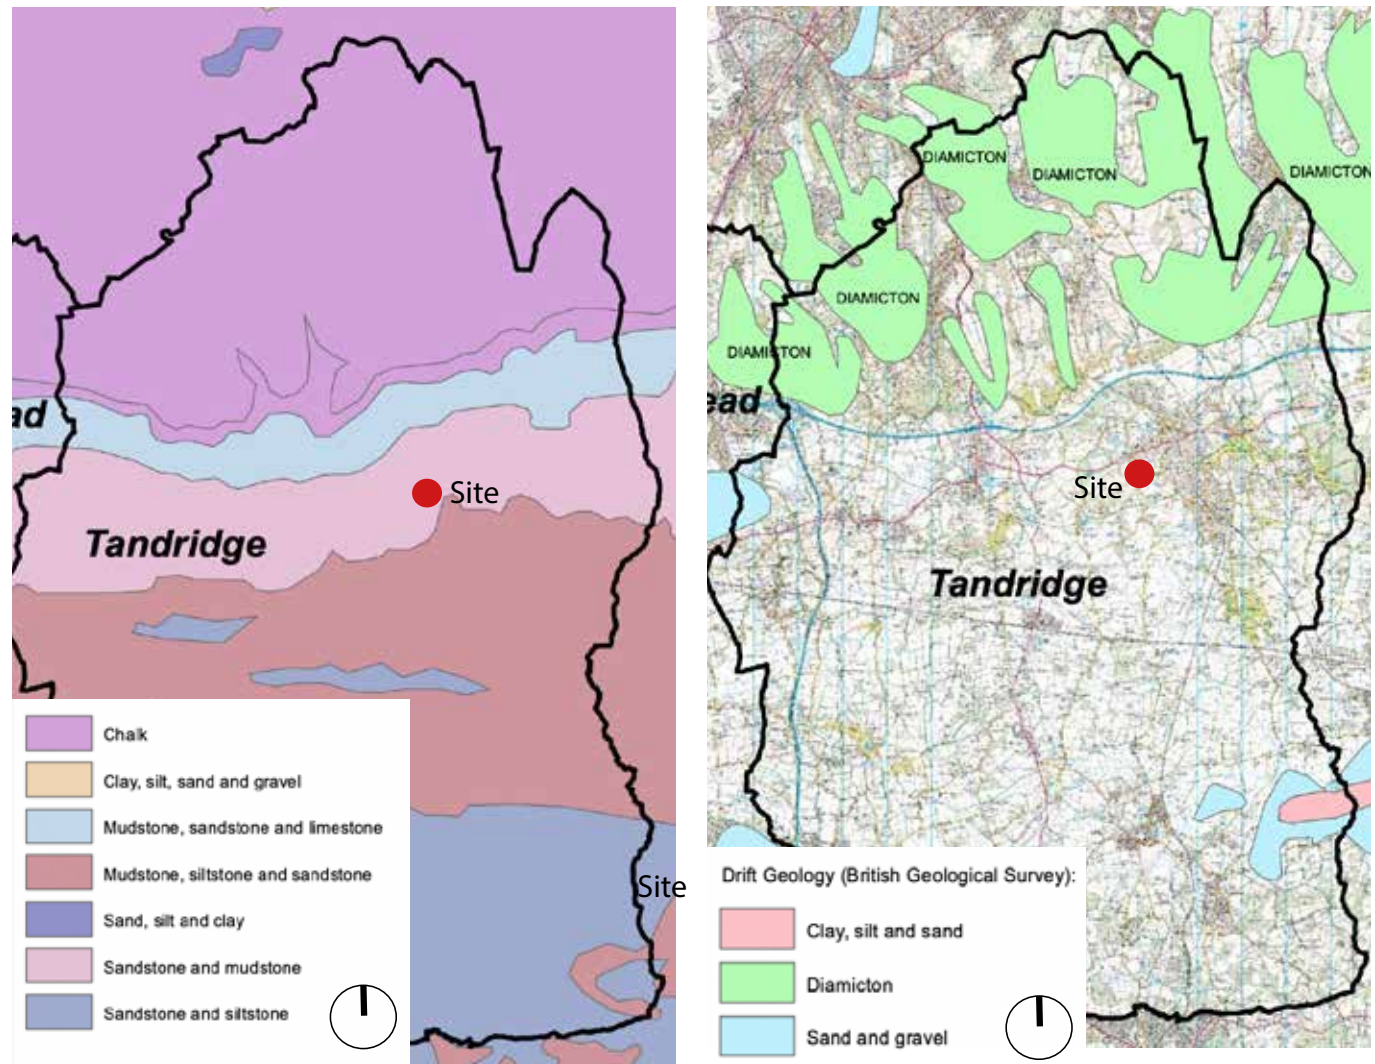 ad
Site
Tandridge
Chalk
Clay, silt, sand and gravel
Mudstone, sandstone and limestone
Mudstone, siltstone and sandstone
Sand, silt and clay
Sandstone and mudstone
Sandstone and siltstone
Site
DIAMICTON
DIAMICTON
DIAMICTON
DIAMICTON
DIAMICTON
ead
Site
Tandridge
Drift Geology (British Geological Survey):
Clay, silt and sand
Diamicton
Sand and gravel